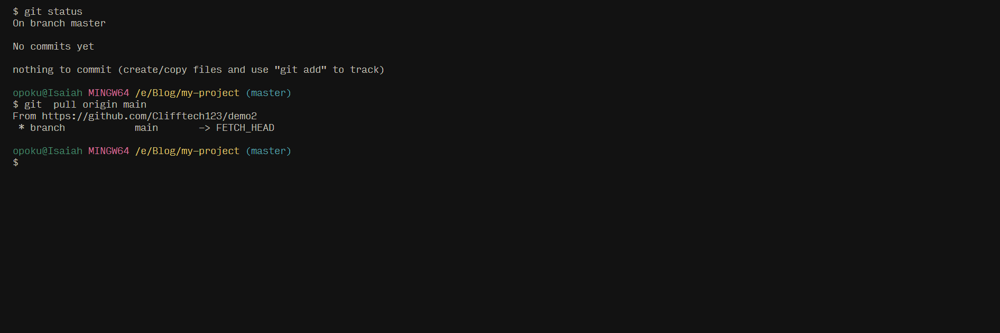 $ git status
On branch master
No commits yet
nothing to commit (create/copy files and use "git add" to track)
opoku@Isaiah MINGW64 /e/Blog/my-project (master)
$ git  pull origin main
From https://github.com/Clifftech123/demo2
 * branch            main       -> FETCH_HEAD
opoku@Isaiah MINGW64 /e/Blog/my-project (master)
$